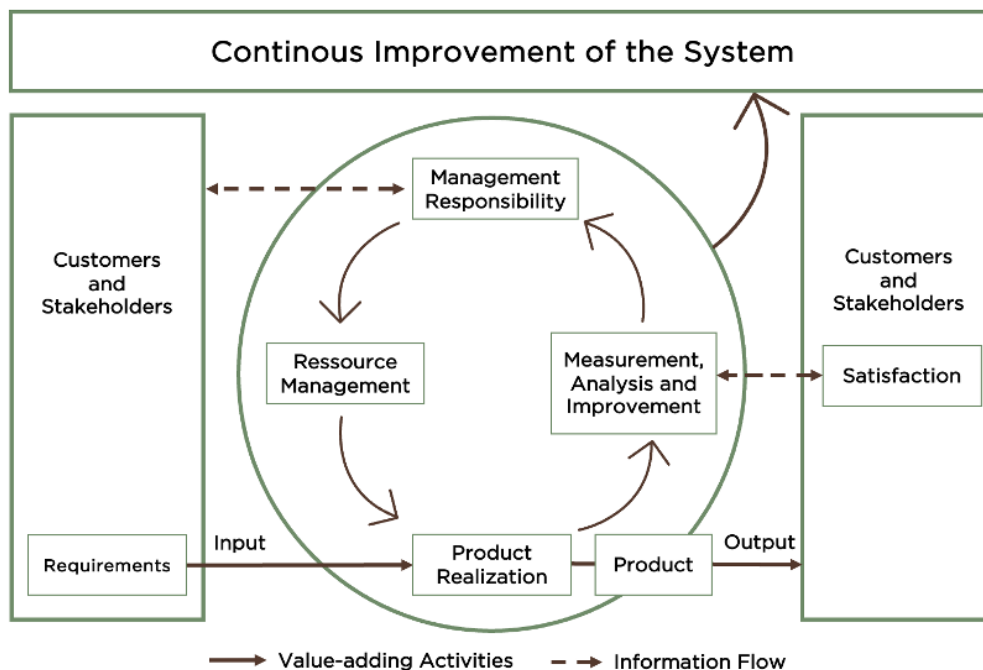 Continous Improvement of the System
Customers
and
Stakeholders
Requirements
Input
Management
Responsibility
Ressource
Management
Measurement,
Analysis and
Improvement
Product
Realization
Product
Output
Customers
and
Stakeholders
Satisfaction
Value-adding Activities
Information Flow